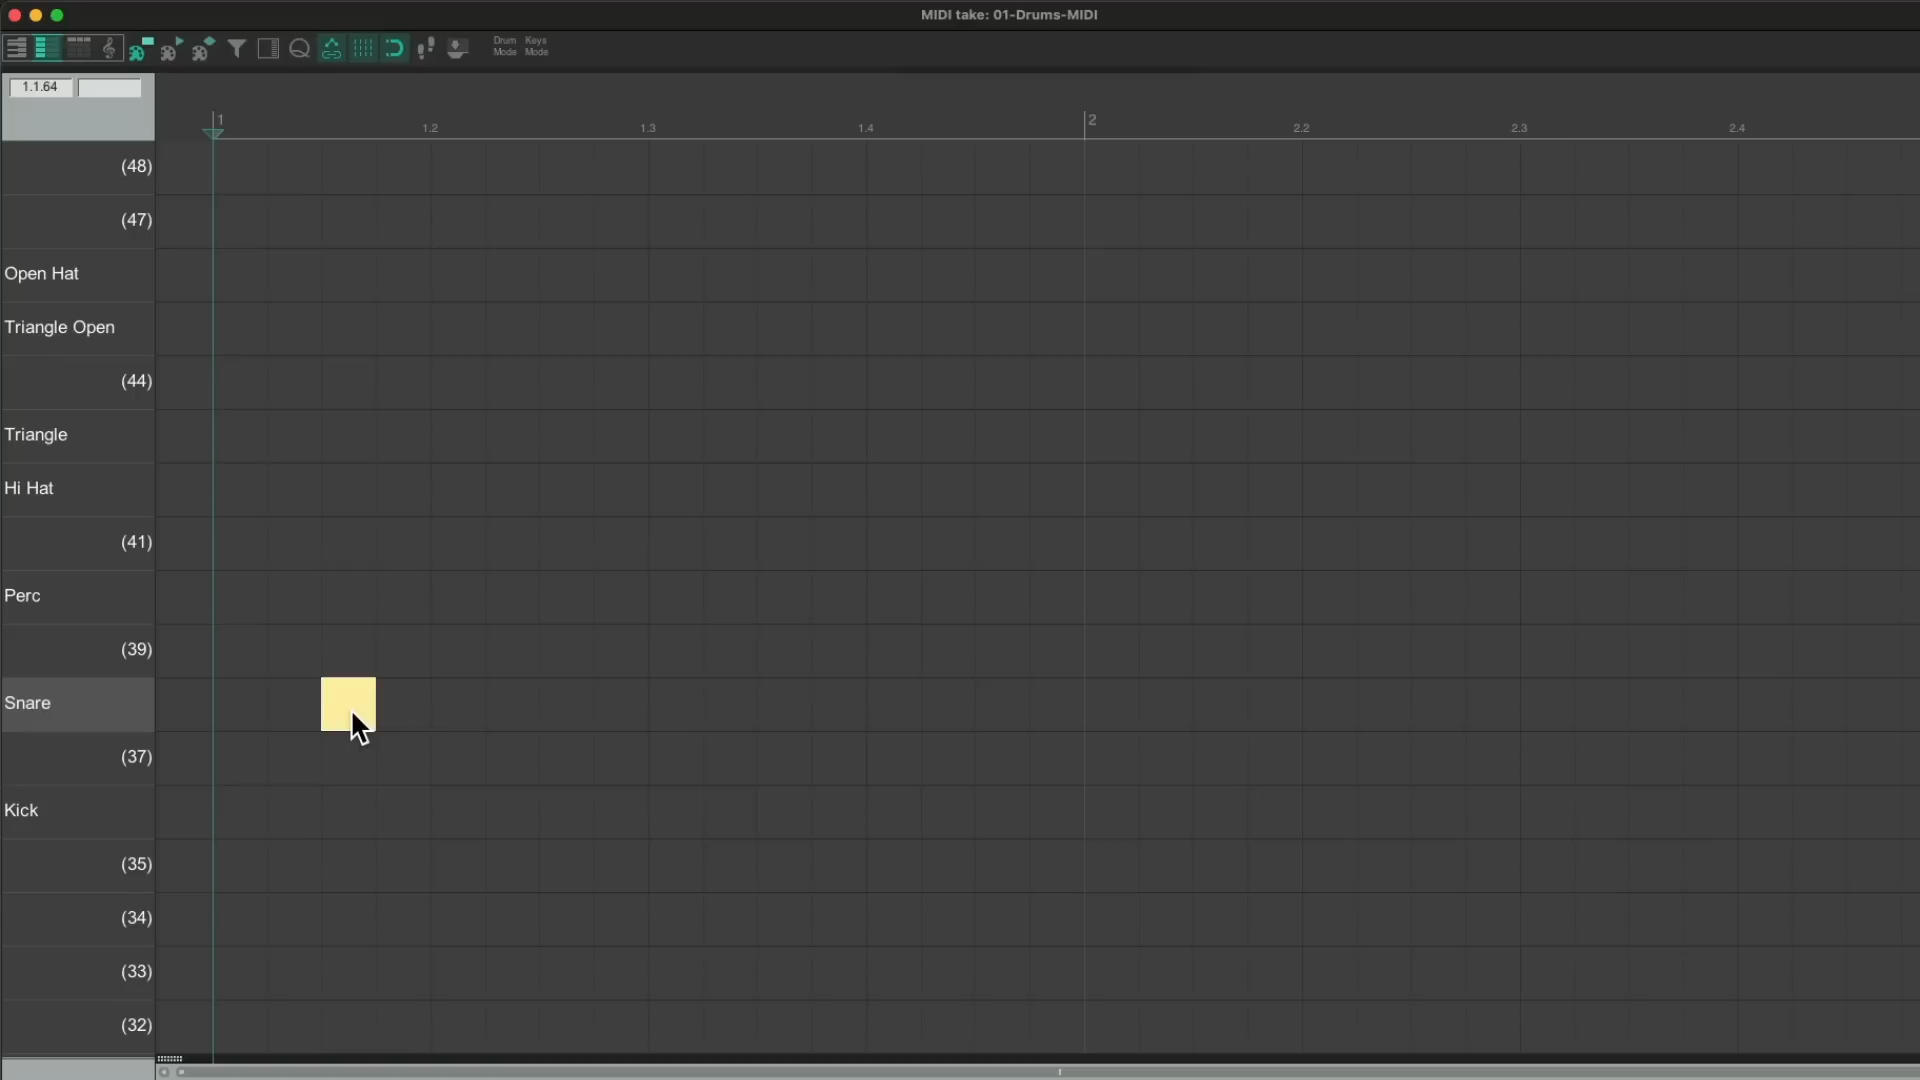 MIDI take: 01-Drums-MIDI
Drum Mode
Keys Mode
1.1.64
1 1.2 1.3 1.4 2 2.2 2.3 2.4
(48)
(47)
Open Hat
Triangle Open
(44)
Triangle
Hi Hat
(41)
Perc
(39)
Snare
(37)
Kick
(35)
(34)
(33)
(32)